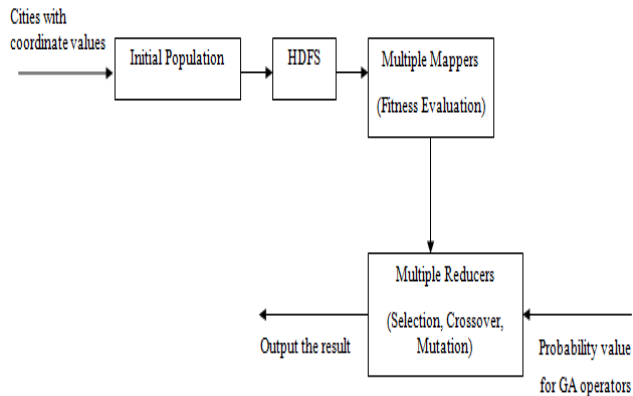 Cities with
coordinate values
Initial Population
HDFS
Multiple Mappers
(Fitness Evaluation)
Multiple Reducers
(Selection, Crossover,
Mutation)
Output the result
Probability value
for GA operators